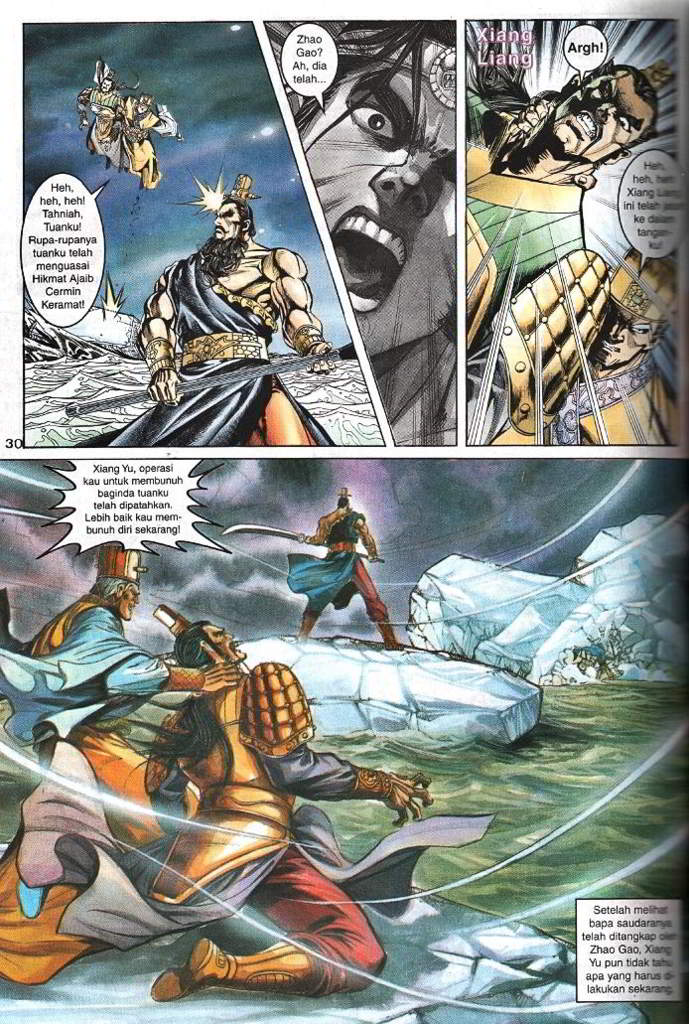 Heh,
heh, heh!
Tahniah,
Tuanku!
Rupa-rupanya
tuanku telah
menguasai
Hikmat Ajaib
Cermin
Keramat!
Zhao
Gao?
Ah, dia
telah...
Xiang
Liang
Argh!
Heh,
heh, heh!
Xiang Liang
ini telah
ke dalam
tangan-
ku!
30
Xiang Yu, operasi
kau untuk membunuh
baginda tuanku
telah dipatahkan.
Lebih baik kau mem-
bunuh diri sekarang!
Setelah melihat
bapa saudaranya
telah ditangkap oleh
Zhao Gao, Xiang
Yu pun tidak tahu
apa yang harus di-
lakukan sekarang.